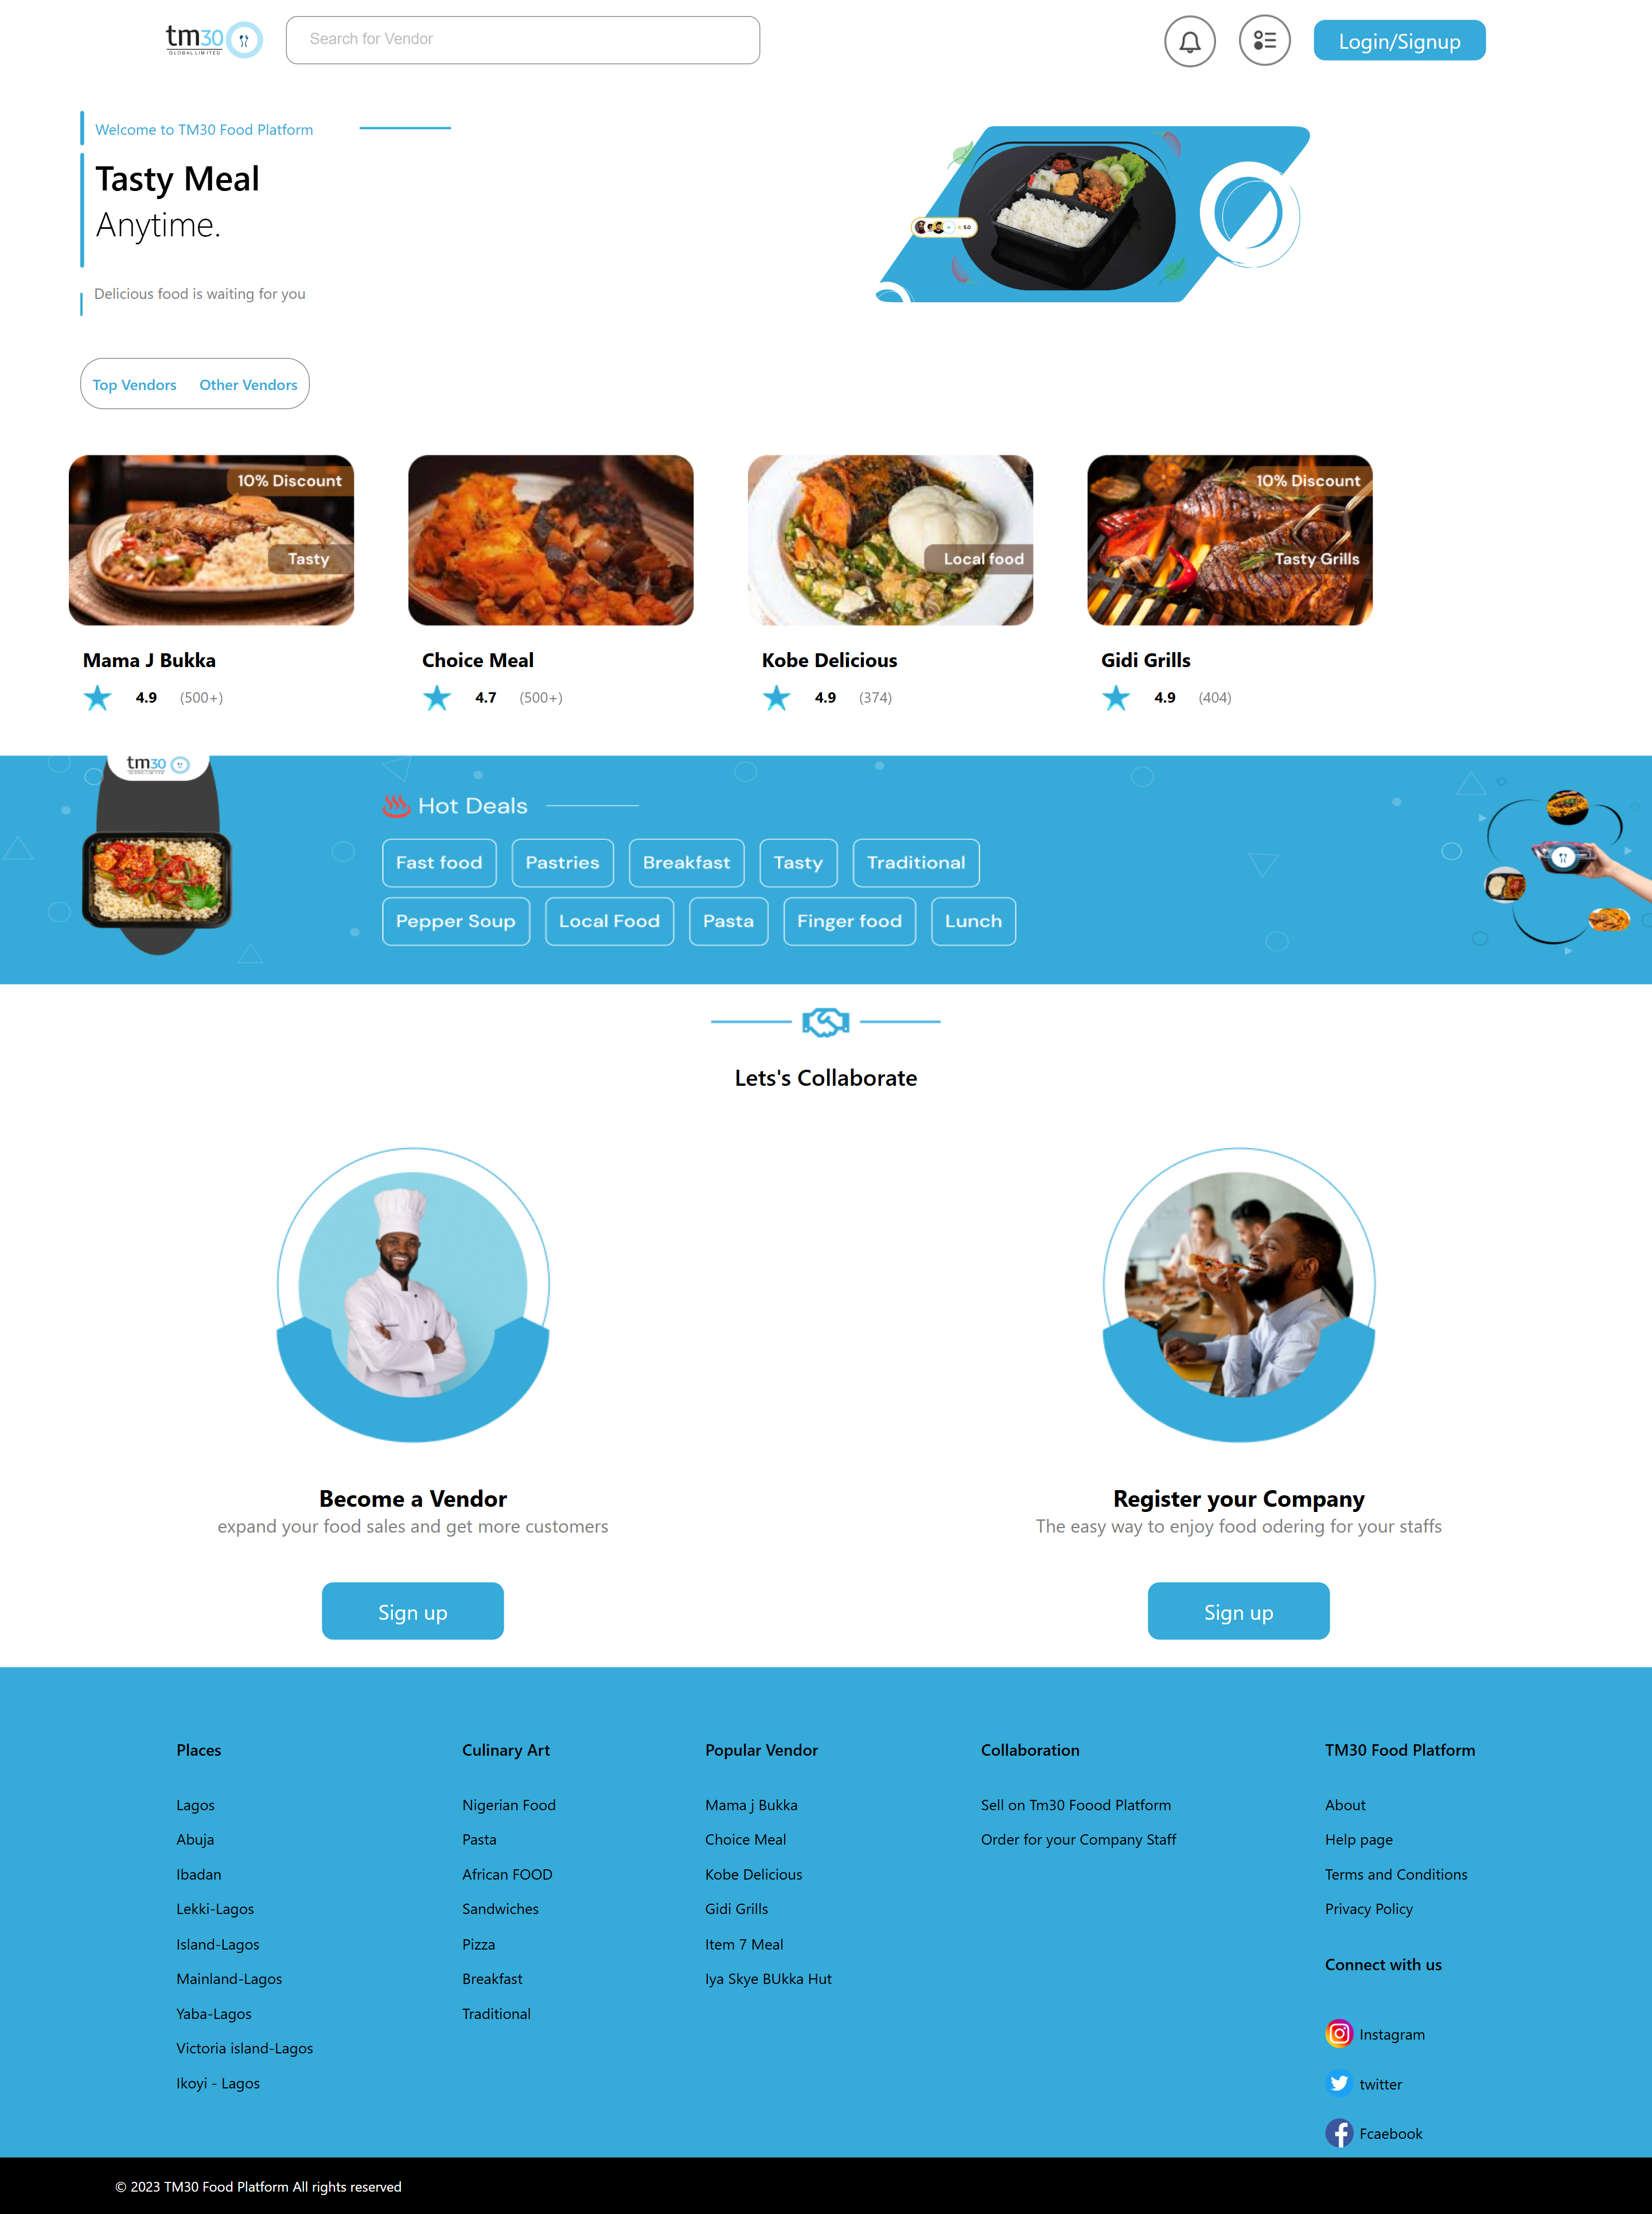 tm30
GLOBAL LIMITED
Search for Vendor
Login/Signup
Welcome to TM30 Food Platform
Tasty Meal
Anytime.
5.0
Delicious food is waiting for you
Top Vendors Other Vendors
10% Discount
Tasty
Local food
10% Discount
Tasty Grills
Mama J Bukka
4.9 (500+)
Choice Meal
4.7 (500+)
Kobe Delicious
4.9 (374)
Gidi Grills
4.9 (404)
tm30
GLOBAL LIMITED
Hot Deals
Fast food Pastries Breakfast Tasty Traditional
Pepper Soup Local Food Pasta Finger food Lunch
Lets's Collaborate
Become a Vendor
expand your food sales and get more customers
Sign up
Register your Company
The easy way to enjoy food odering for your staffs
Sign up
Places
Lagos
Abuja
Ibadan
Lekki-Lagos
Island-Lagos
Mainland-Lagos
Yaba-Lagos
Victoria island-Lagos
Ikoyi - Lagos
Culinary Art
Nigerian Food
Pasta
African FOOD
Sandwiches
Pizza
Breakfast
Traditional
Popular Vendor
Mama j Bukka
Choice Meal
Kobe Delicious
Gidi Grills
Item 7 Meal
Iya Skye BUkka Hut
Collaboration
Sell on Tm30 Foood Platform
Order for your Company Staff
TM30 Food Platform
About
Help page
Terms and Conditions
Privacy Policy
Connect with us
Instagram
twitter
Fcaebook
© 2023 TM30 Food Platform All rights reserved